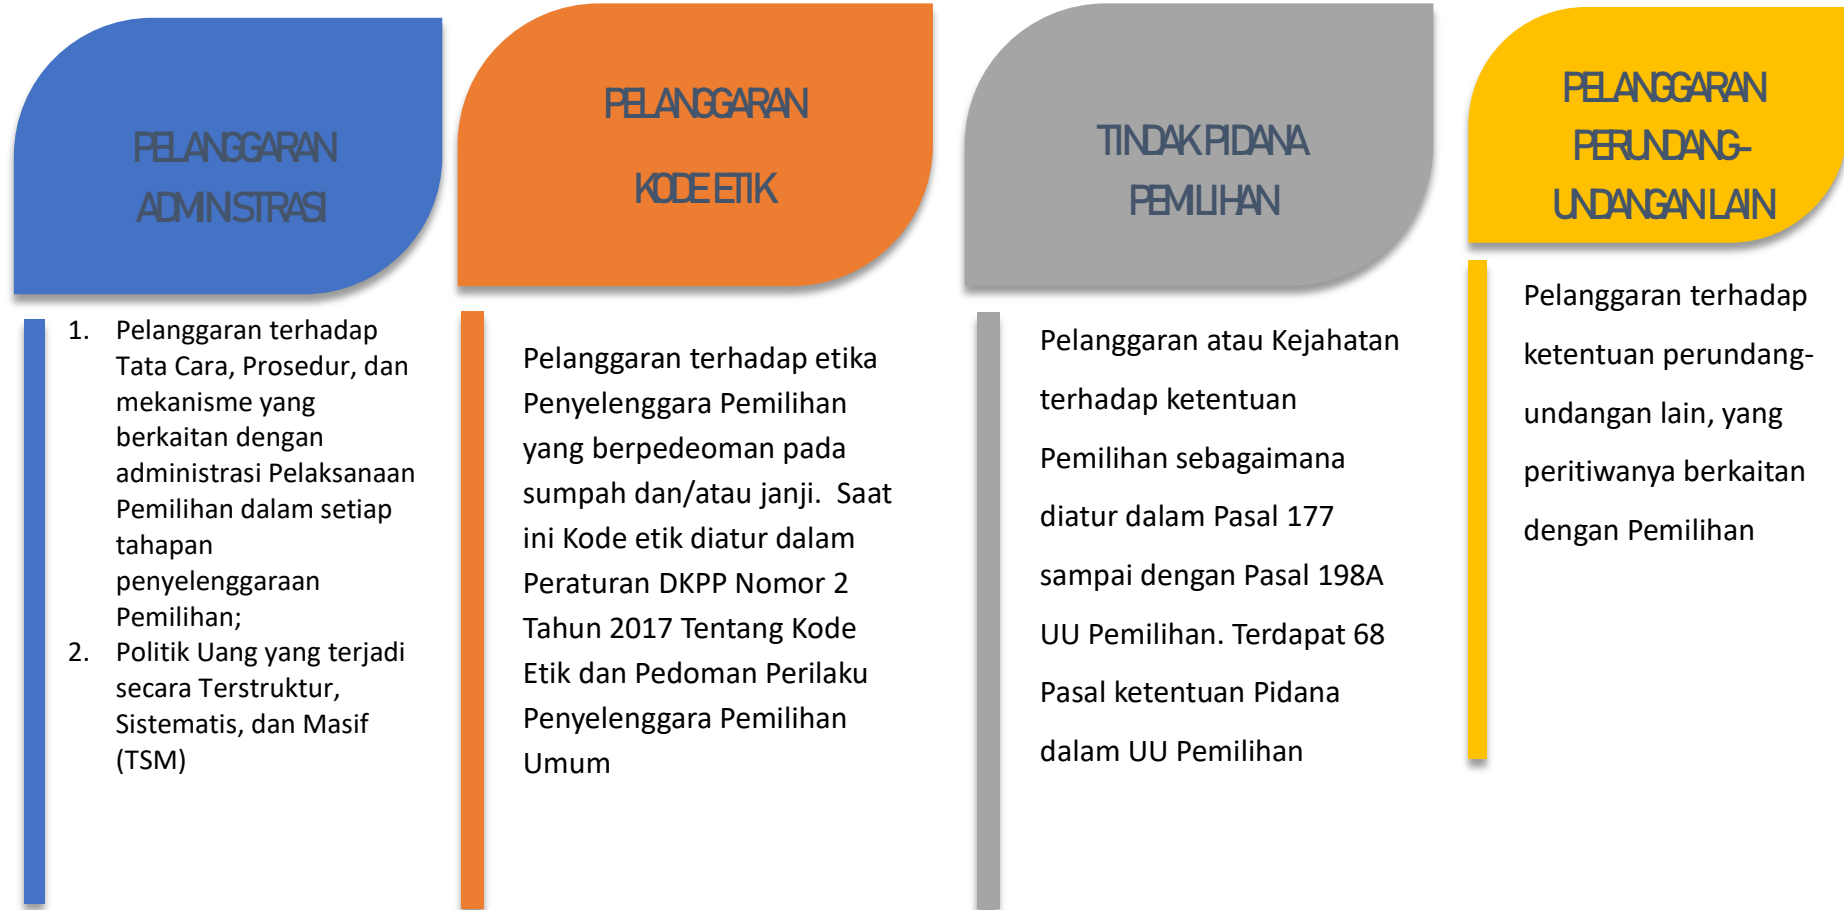 PELANGGARAN
ADMINISTRASI
1. Pelanggaran terhadap
Tata Cara, Prosedur, dan
mekanisme yang
berkaitan dengan
administrasi Pelaksanaan
Pemilihan dalam setiap
tahapan
penyelenggaraan
Pemilihan;
2. Politik Uang yang terjadi
secara Terstruktur,
Sistematis, dan Masif
(TSM)
PELANGGARAN
KODE ETIK
Pelanggaran terhadap etika
Penyelenggara Pemilihan
yang berpedeoman pada
sumpah dan/atau janji. Saat
ini Kode etik diatur dalam
Peraturan DKPP Nomor 2
Tahun 2017 Tentang Kode
Etik dan Pedoman Perilaku
Penyelenggara Pemilihan
Umum
TINDAK PIDANA
PEMILIHAN
Pelanggaran atau Kejahatan
terhadap ketentuan
Pemilihan sebagaimana
diatur dalam Pasal 177
sampai dengan Pasal 198A
UU Pemilihan. Terdapat 68
Pasal ketentuan Pidana
dalam UU Pemilihan
PELANGGARAN
PERUNDANG-
UNDANGAN LAIN
Pelanggaran terhadap
ketentuan perundang-
undangan lain, yang
peritiwanya berkaitan
dengan Pemilihan